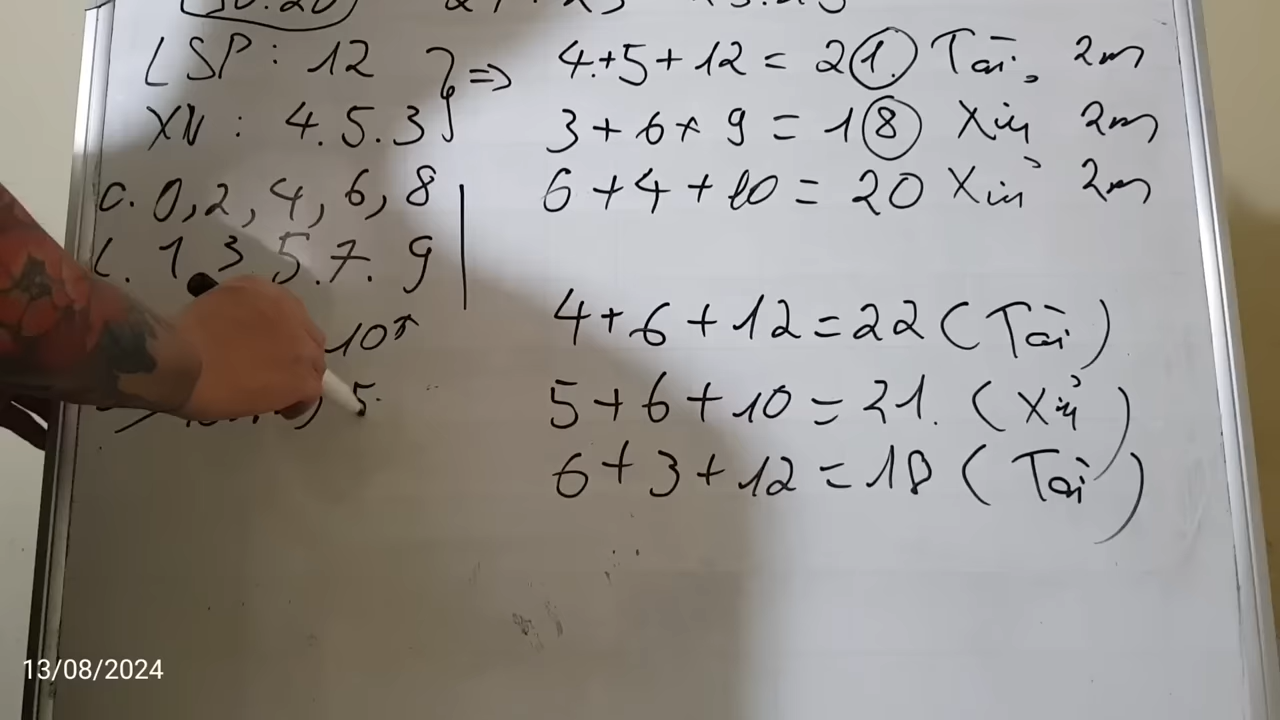 LSP: 12 => 4+5+12 = 21. Tài. 2m
XN: 4.5.3 3+6+9 = 18 Xỉu 2m
C. 0,2,4,6,8 6+4+10 = 20 Xỉu 2m
L. 1.3.5.7.9
4+6+12=22 (Tài)
10
5+6+10=21. (Xỉu)
5.
6+3+12=18 (Tài)
13/08/2024